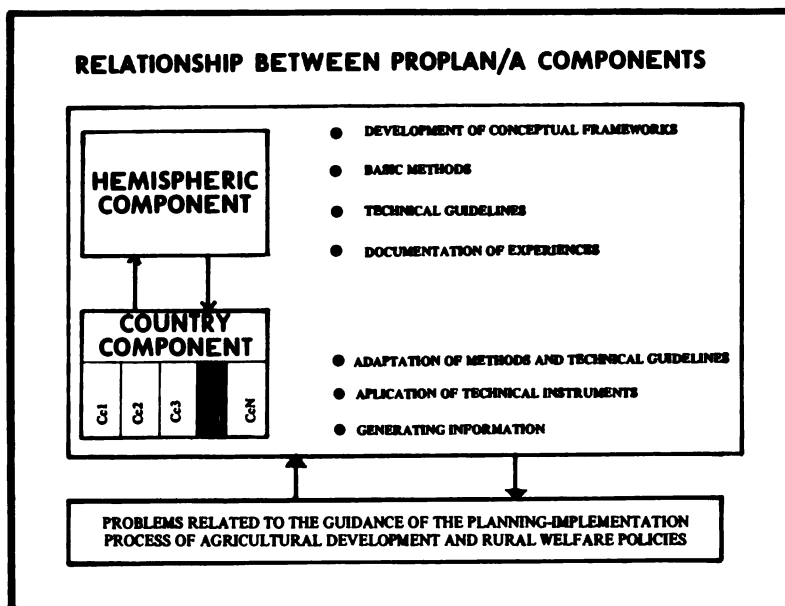 RELATIONSHIP BETWEEN PROPLAN/A COMPONENTS
HEMISPHERIC
COMPONENT
● DEVELOPMENT OF CONCEPTUAL FRAMEWORKS
● BASIC METHODS
● TECHNICAL GUIDELINES
● DOCUMENTATION OF EXPERIENCES
COUNTRY
COMPONENT
Cc1
Cc2
Cc3
CcN
● ADAPTATION OF METHODS AND TECHNICAL GUIDELINES
● APLICATION OF TECHNICAL INSTRUMENTS
● GENERATING INFORMATION
PROBLEMS RELATED TO THE GUIDANCE OF THE PLANNING-IMPLEMENTATION
PROCESS OF AGRICULTURAL DEVELOPMENT AND RURAL WELFARE POLICIES